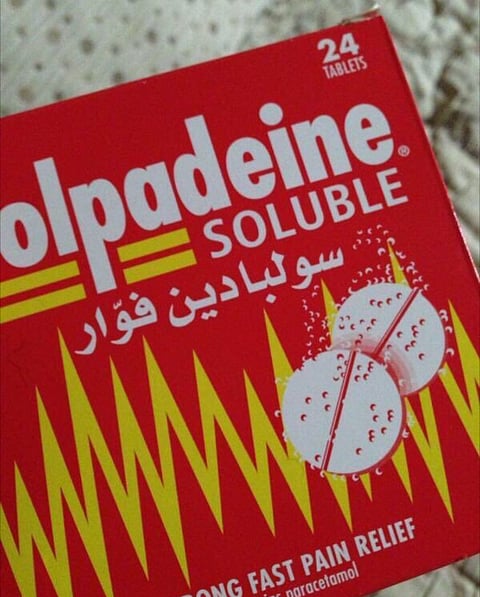 24
TABLETS
olpadeine®
SOLUBLE
سولبادين فوّار
ONG FAST PAIN RELIEF
paracetamol